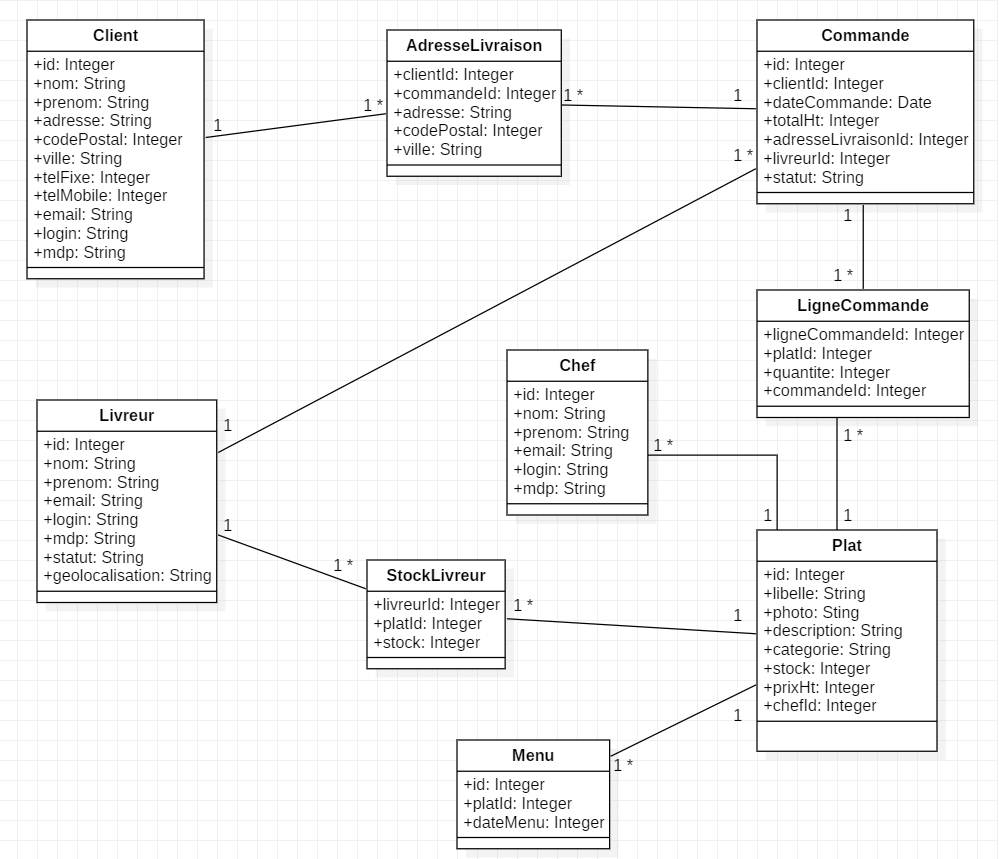 Client
+id: Integer
+nom: String
+prenom: String
+adresse: String
+codePostal: Integer
+ville: String
+telFixe: Integer
+telMobile: Integer
+email: String
+login: String
+mdp: String
1
1 *
AdresseLivraison
+clientId: Integer
+commandeId: Integer
+adresse: String
+codePostal: Integer
+ville: String
1 *
1
Commande
+id: Integer
+clientId: Integer
+dateCommande: Date
+totalHt: Integer
+adresseLivraisonId: Integer
+livreurId: Integer
+statut: String
1 *
1
1 *
LigneCommande
+ligneCommandeId: Integer
+platId: Integer
+quantite: Integer
+commandeId: Integer
1 *
1
Chef
+id: Integer
+nom: String
+prenom: String
+email: String
+login: String
+mdp: String
1 *
1
Livreur
+id: Integer
+nom: String
+prenom: String
+email: String
+login: String
+mdp: String
+statut: String
+geolocalisation: String
1
1
1 *
StockLivreur
+livreurId: Integer
+platId: Integer
+stock: Integer
1 *
1
Plat
+id: Integer
+libelle: String
+photo: Sting
+description: String
+categorie: String
+stock: Integer
+prixHt: Integer
+chefId: Integer
1
1 *
Menu
+id: Integer
+platId: Integer
+dateMenu: Integer